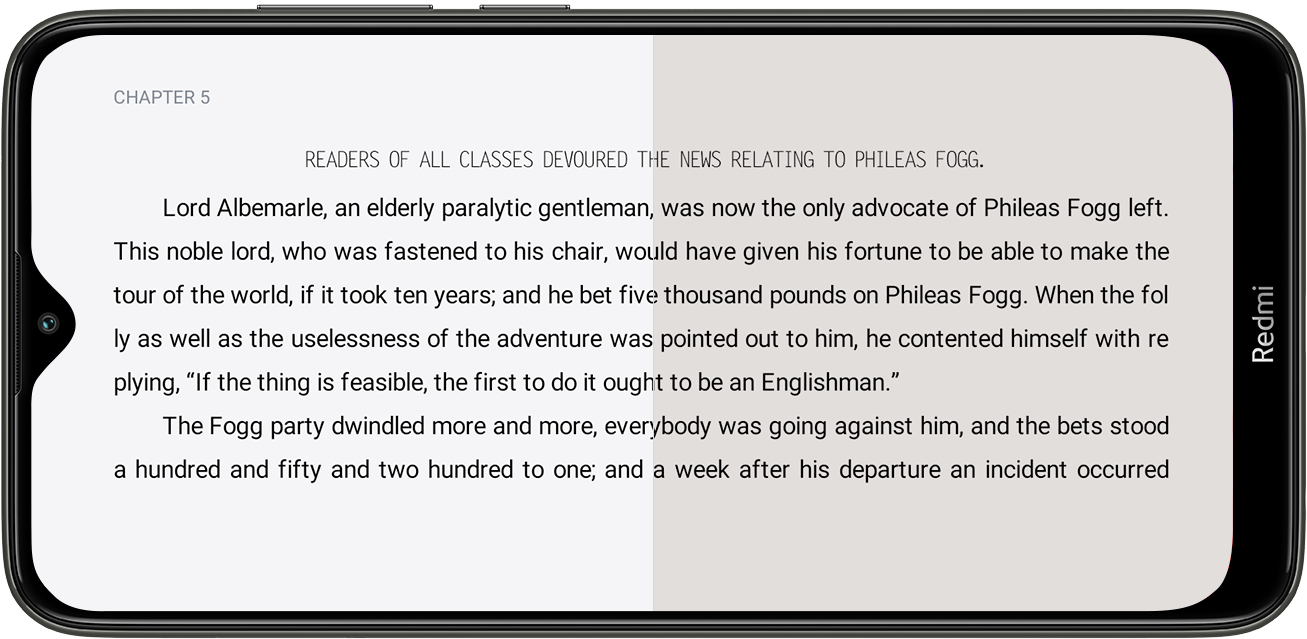 CHAPTER 5
READERS OF ALL CLASSES DEVOURED THE NEWS RELATING TO PHILEAS FOGG.
Lord Albemarle, an elderly paralytic gentleman, was now the only advocate of Phileas Fogg left.
This noble lord, who was fastened to his chair, would have given his fortune to be able to make the
tour of the world, if it took ten years; and he bet five thousand pounds on Phileas Fogg. When the fol
ly as well as the uselessness of the adventure was pointed out to him, he contented himself with re
plying, “If the thing is feasible, the first to do it ought to be an Englishman.”
The Fogg party dwindled more and more, everybody was going against him, and the bets stood
a hundred and fifty and two hundred to one; and a week after his departure an incident occurred
Redmi